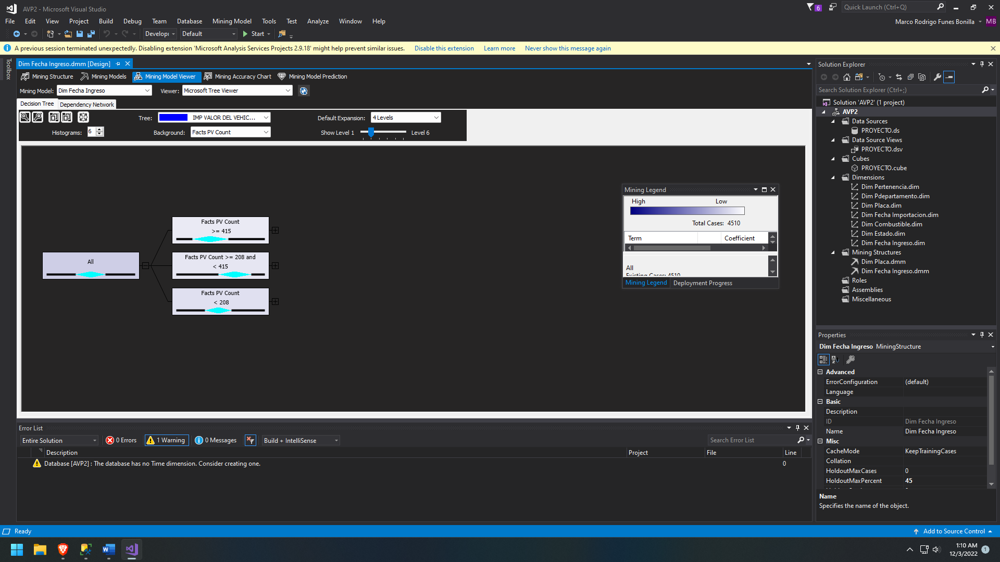 AVP2 - Microsoft Visual Studio
6
Quick Launch (Ctrl+Q)
File Edit View Project Build Debug Team Database Mining Model Tools Test Analyze Window Help
Marco Rodrigo Funes Bonilla MB
Default Start
A previous session terminated unexpectedly. Disabling extension 'Microsoft Analysis Services Projects 2.9.18' might help prevent similar issues. Disable this extension Learn more Never show this message again
Toolbox
Dim Fecha Ingreso.dmm [Design]
Mining Structure Mining Models Mining Model Viewer Mining Accuracy Chart Mining Model Prediction
Mining Model: Dim Fecha Ingreso Viewer: Microsoft Tree Viewer
Decision Tree Dependency Network
Tree: IMP VALOR DEL VEHIC... Default Expansion: 4 Levels
Histograms: 6 Background: Facts PV Count Show Level 1 Level 6
All
Facts PV Count
>= 415
Facts PV Count >= 208 and
< 415
Facts PV Count
< 208
Mining Legend
High Low
Total Cases: 4510
Term Coefficient
All
Existing Cases: 4510
Mining Legend Deployment Progress
Solution Explorer
Search Solution Explorer (Ctrl+;)
Solution 'AVP2' (1 project)
AVP2
Data Sources
PROYECTO.ds
Data Source Views
PROYECTO.dsv
Cubes
PROYECTO.cube
Dimensions
Dim Pertenencia.dim
Dim Pdepartamento.dim
Dim Placa.dim
Dim Fecha Importacion.dim
Dim Combustible.dim
Dim Estado.dim
Dim Fecha Ingreso.dim
Mining Structures
Dim Placa.dmm
Dim Fecha Ingreso.dmm
Roles
Assemblies
Miscellaneous
Properties
Dim Fecha Ingreso MiningStructure
Advanced
ErrorConfiguration (default)
Language
Basic
Description
ID Dim Fecha Ingreso
Name Dim Fecha Ingreso
Misc
CacheMode KeepTrainingCases
Collation
HoldoutMaxCases 0
HoldoutMaxPercent 45
Name
Specifies the name of the object.
Error List
Entire Solution 0 Errors 1 Warning 0 Messages Build + IntelliSense Search Error List
Description Project File Line
Database [AVP2] : The database has no Time dimension. Consider creating one. 0
Ready
Add to Source Control
1:10 AM
12/3/2022
1